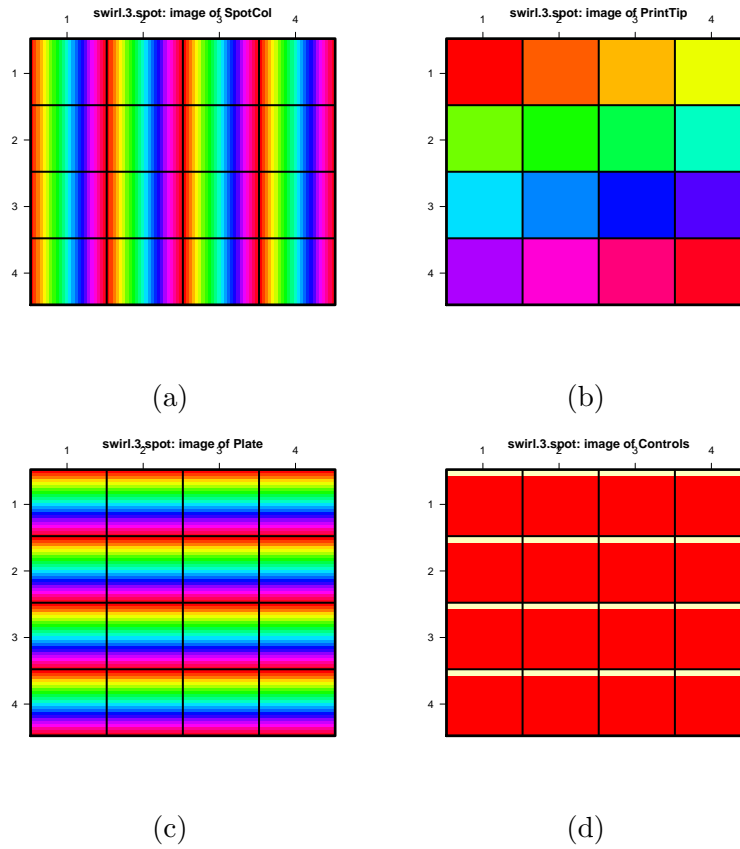 swirl.3.spot: image of SpotCol
1 2 3 4
1
2
3
4
(a)
swirl.3.spot: image of PrintTip
1 2 3 4
1
2
3
4
(b)
swirl.3.spot: image of Plate
1 2 3 4
1
2
3
4
(c)
swirl.3.spot: image of Controls
1 2 3 4
1
2
3
4
(d)